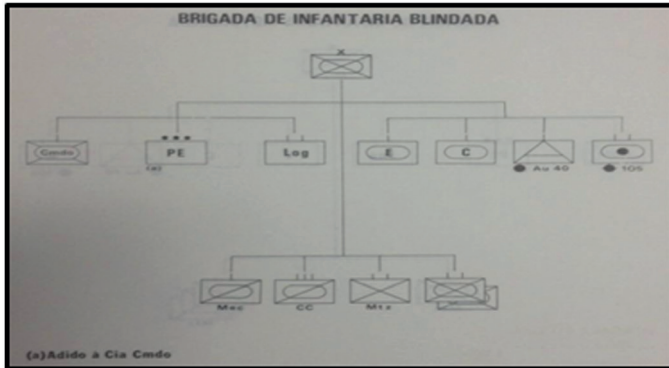 BRIGADA DE INFANTARIA BLINDADA
X
Cmdo
PE
(a)
Log
E
C
Au 40
105
Mec
CC
Mtz
(a)Adido à Cia Cmdo